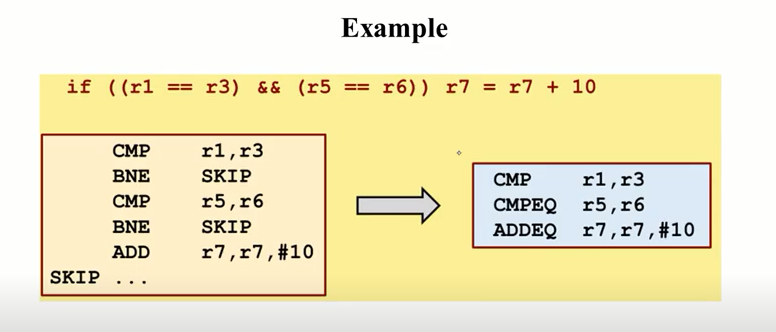 Example
if ((r1 == r3) && (r5 == r6)) r7 = r7 + 10
CMP r1,r3
BNE SKIP
CMP r5,r6
BNE SKIP
ADD r7,r7,#10
SKIP ...
CMP r1,r3
CMPEQ r5,r6
ADDEQ r7,r7,#10